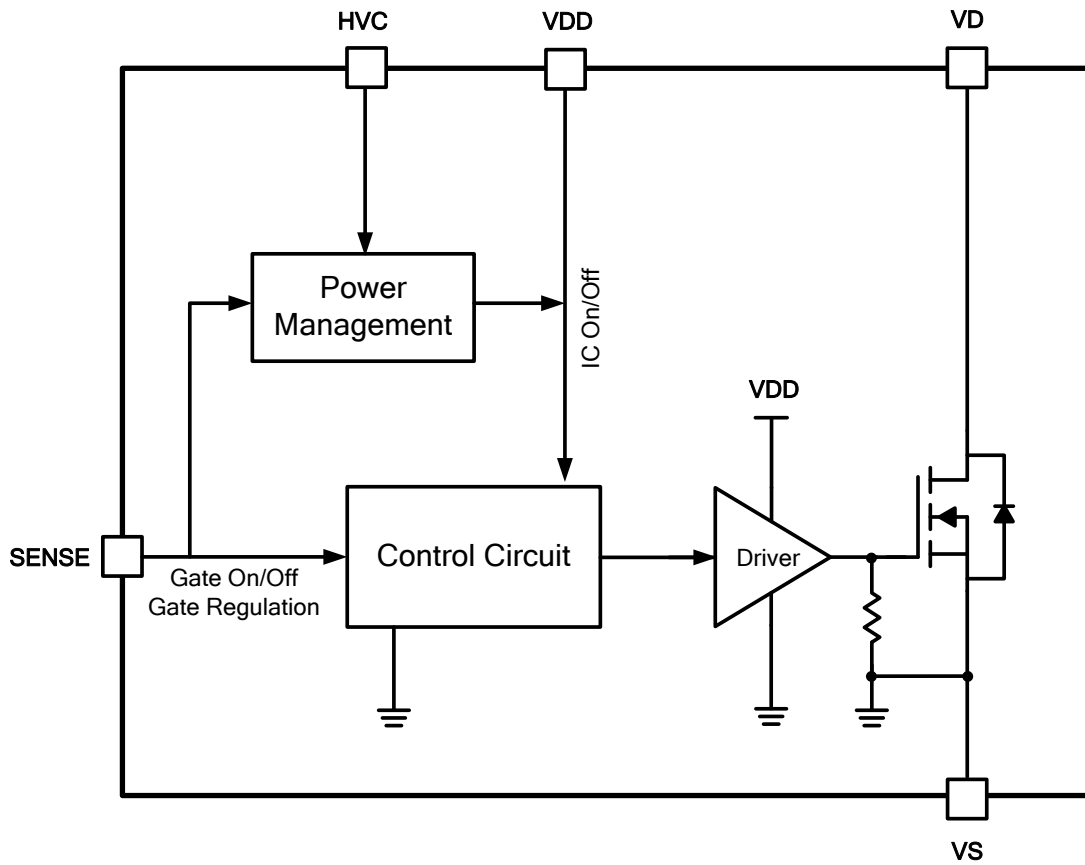 HVC
VDD
VD
Power
Management
IC On/Off
VDD
SENSE
Gate On/Off
Gate Regulation
Control Circuit
Driver
VS